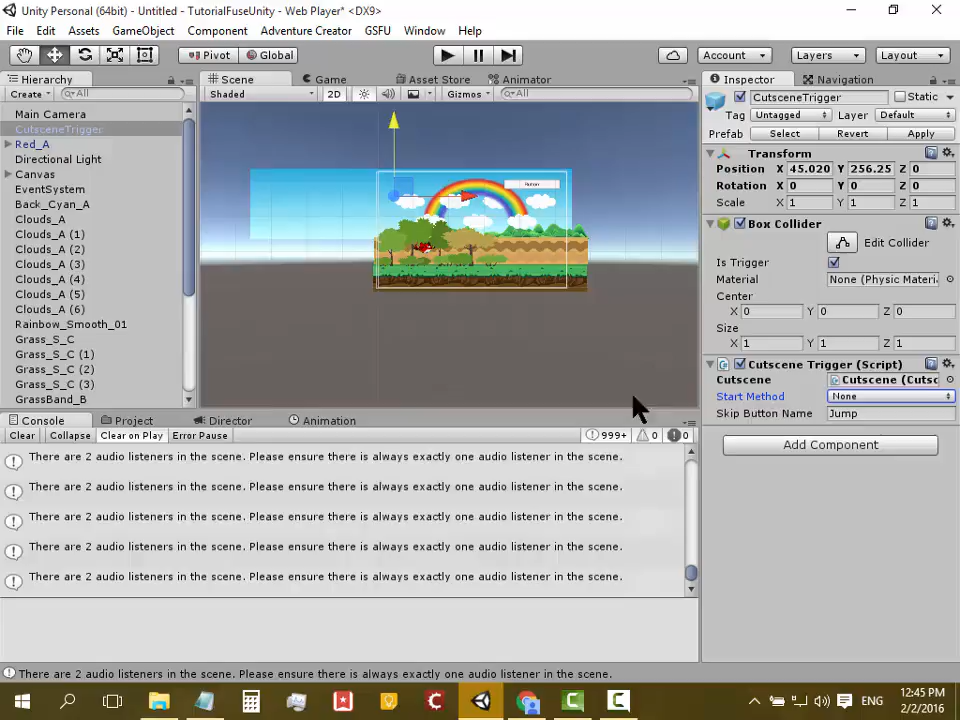 Unity Personal (64bit) - Untitled - TutorialFuseUnity - Web Player* <DX9>
File Edit Assets GameObject Component Adventure Creator GSFU Window Help
Pivot Global Account Layers Layout
Hierarchy Scene Game Asset Store Animator Inspector Navigation
Create All Shaded 2D Gizmos All CutsceneTrigger Static
Main Camera
Tag Untagged Layer Default
CutsceneTrigger
Prefab Select Revert Apply
Red_A
Transform
Directional Light
Position X 45.020 Y 256.25 Z 0
Canvas
Rotation X 0 Y 0 Z 0
EventSystem
Scale X 1 Y 1 Z 1
Back_Cyan_A
Clouds_A
Box Collider
Clouds_A (1)
Edit Collider
Clouds_A (2)
Is Trigger
Clouds_A (3)
Material None (Physic Materi
Clouds_A (4)
Center
Clouds_A (5)
X 0 Y 0 Z 0
Clouds_A (6)
Size
Rainbow_Smooth_01
X 1 Y 1 Z 1
Grass_S_C
Grass_S_C (1)
Cutscene Trigger (Script)
Grass_S_C (2)
Cutscene Cutscene (Cutsc
Grass_S_C (3)
Start Method None
GrassBand_B
Skip Button Name Jump
Console Project Director Animation
Clear Collapse Clear on Play Error Pause 999+ 0 0
Add Component
There are 2 audio listeners in the scene. Please ensure there is always exactly one audio listener in the scene.
There are 2 audio listeners in the scene. Please ensure there is always exactly one audio listener in the scene.
There are 2 audio listeners in the scene. Please ensure there is always exactly one audio listener in the scene.
There are 2 audio listeners in the scene. Please ensure there is always exactly one audio listener in the scene.
There are 2 audio listeners in the scene. Please ensure there is always exactly one audio listener in the scene.
There are 2 audio listeners in the scene. Please ensure there is always exactly one audio listener in the scene.
ENG
12:45 PM
2/2/2016